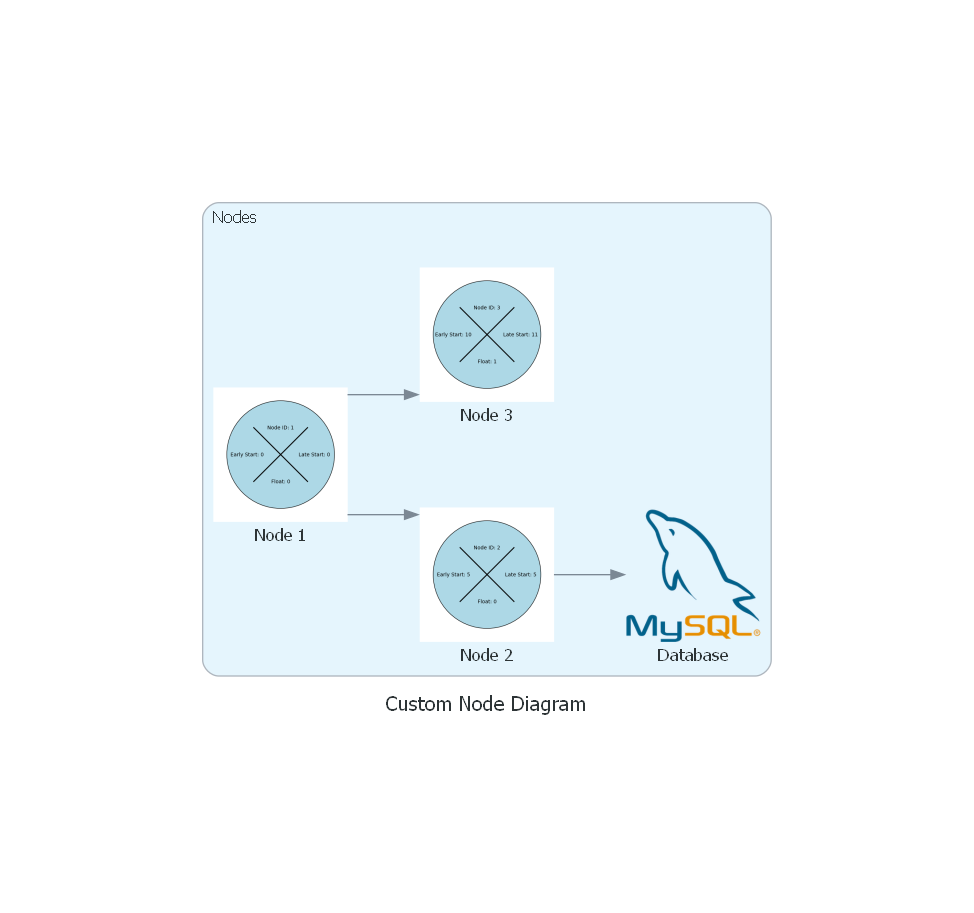 Nodes
Node ID: 3
Early Start: 10
Late Start: 11
Float: 1
Node 3
Node ID: 1
Early Start: 0
Late Start: 0
Float: 0
Node 1
Node ID: 2
Early Start: 5
Late Start: 5
Float: 0
Node 2
MySQL®
Database
Custom Node Diagram